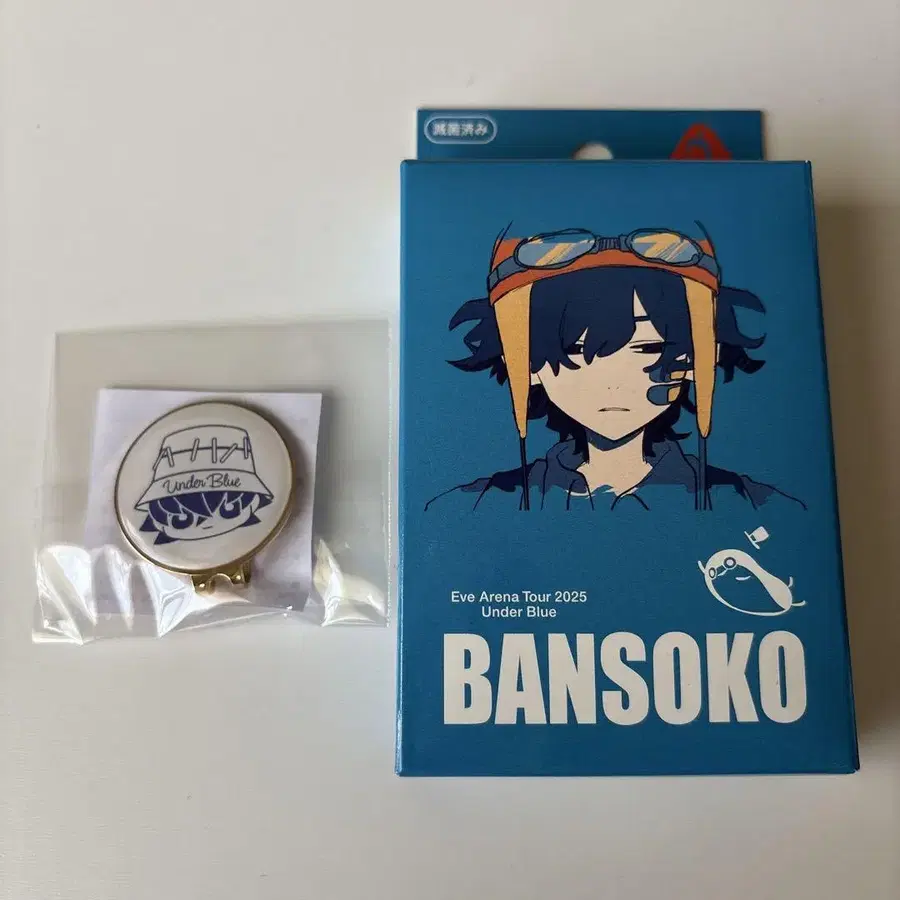 滅菌済み
Under Blue
Eve Arena Tour 2025
Under Blue
BANSOKO